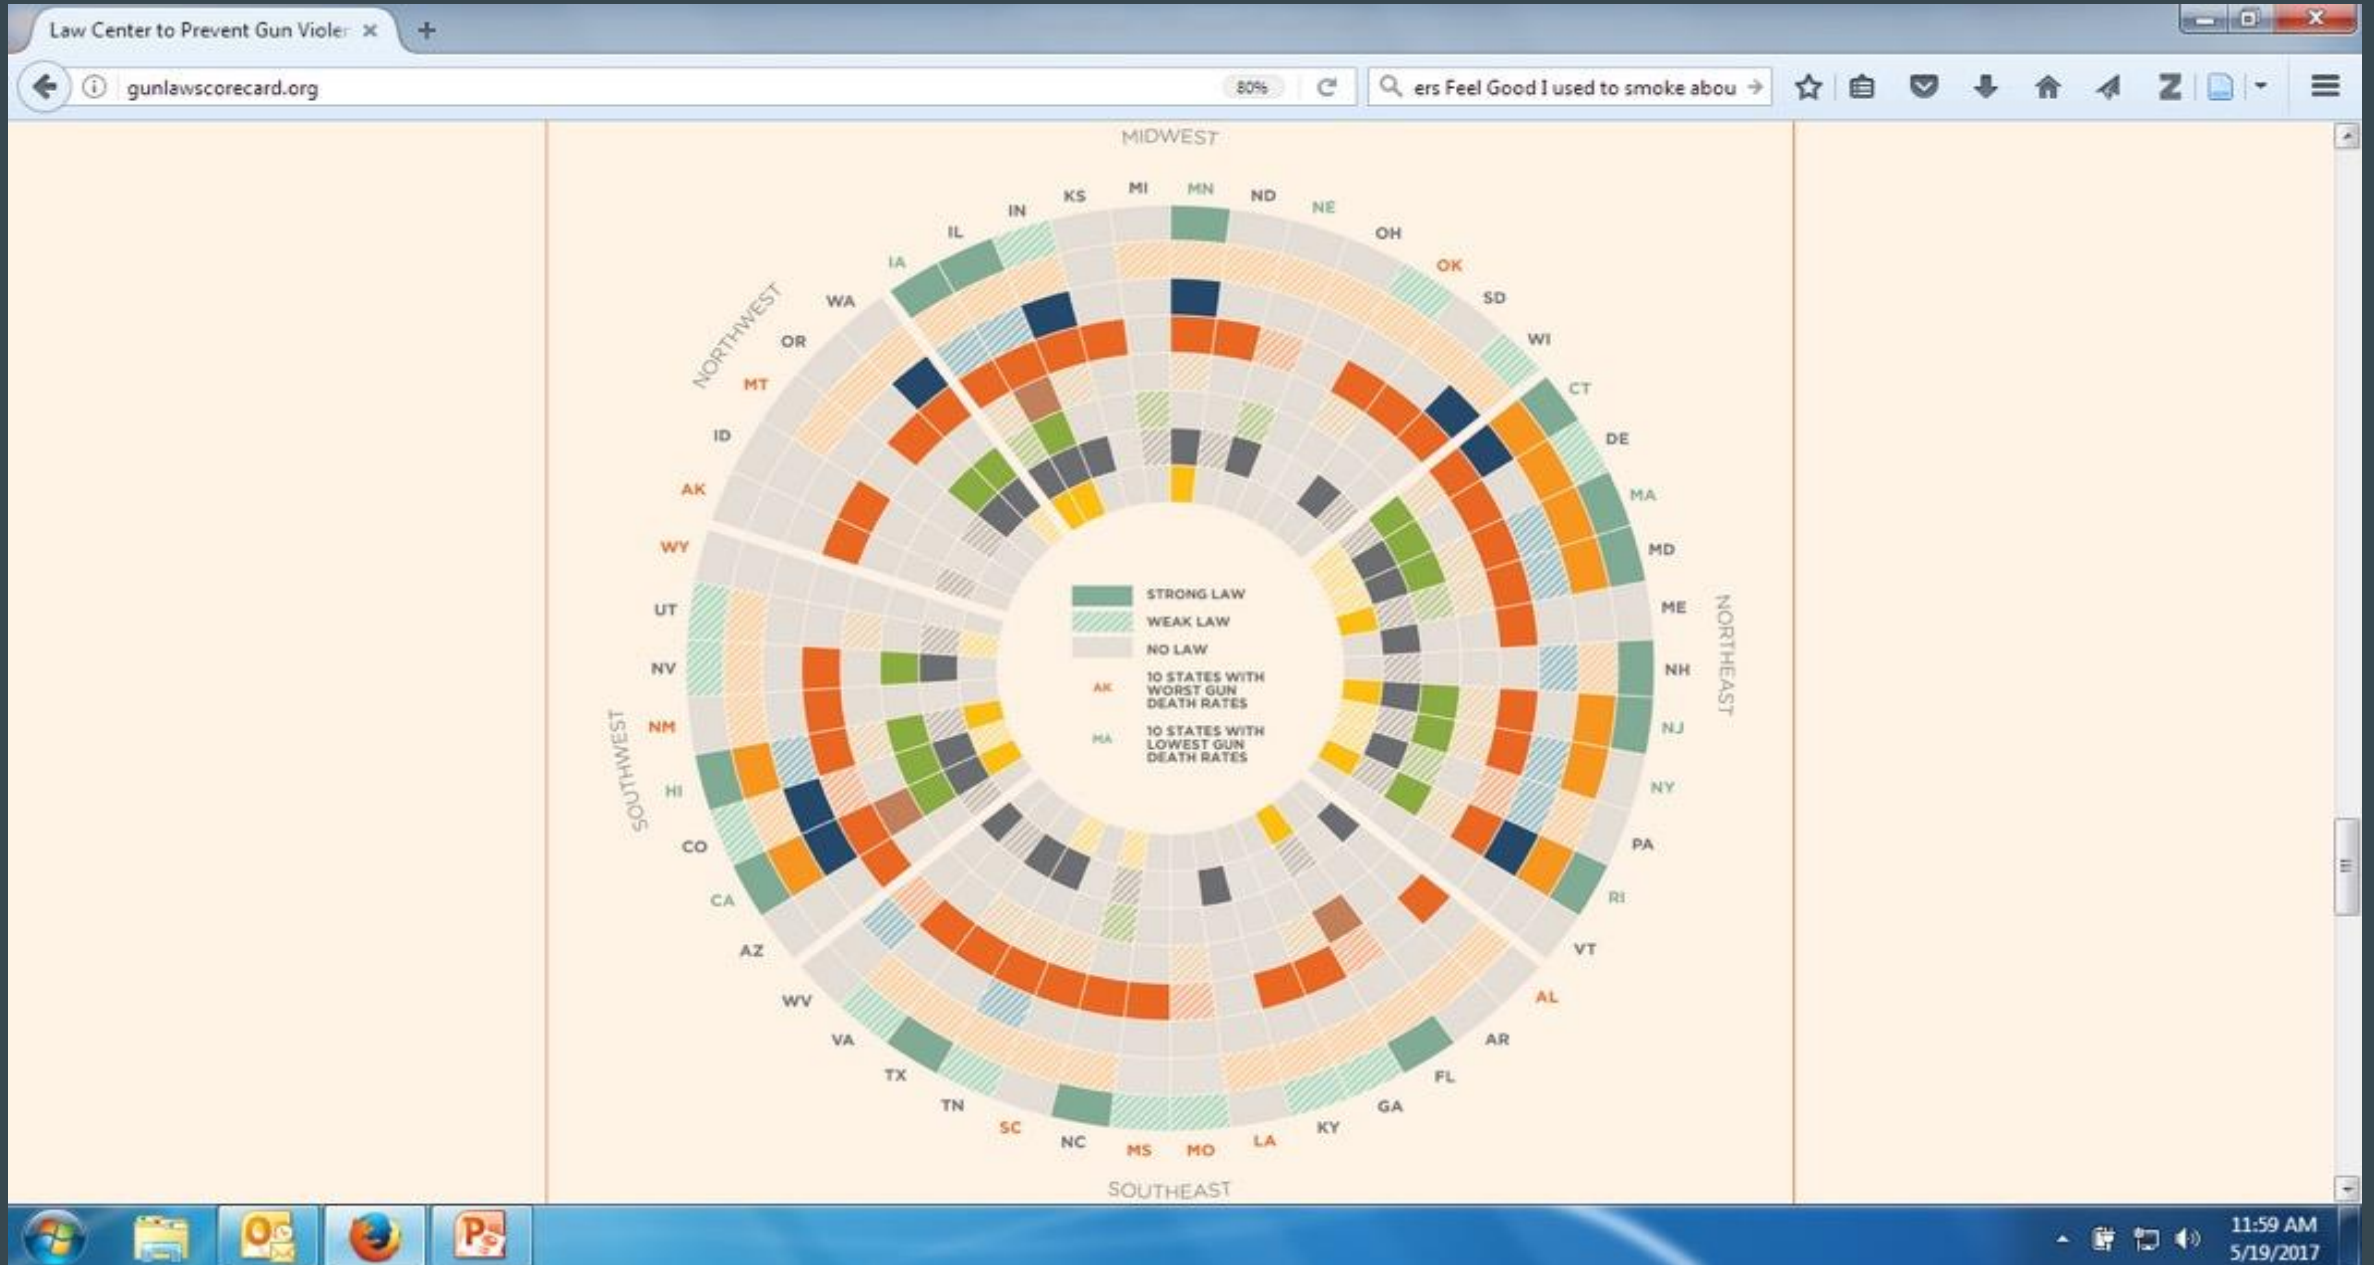 Law Center to Prevent Gun Violer
gunlawscorecard.org
80%
ers Feel Good I used to smoke abou
MIDWEST
IA
IL
IN
KS
MI
MN
ND
NE
OH
OK
SD
WI
NORTHEAST
CT
DE
MA
MD
ME
NH
NJ
NY
PA
RI
VT
SOUTHEAST
AL
AR
FL
GA
KY
LA
MO
MS
NC
SC
TN
TX
VA
WV
SOUTHWEST
AZ
CA
CO
HI
NM
NV
UT
WY
NORTHWEST
AK
ID
MT
OR
WA
STRONG LAW
WEAK LAW
NO LAW
AK
10 STATES WITH
WORST GUN
DEATH RATES
MA
10 STATES WITH
LOWEST GUN
DEATH RATES
11:59 AM
5/19/2017